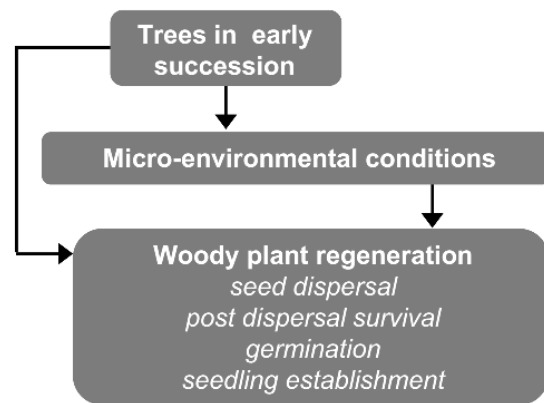 Trees in early
succession
Micro-environmental conditions
Woody plant regeneration
seed dispersal
post dispersal survival
germination
seedling establishment